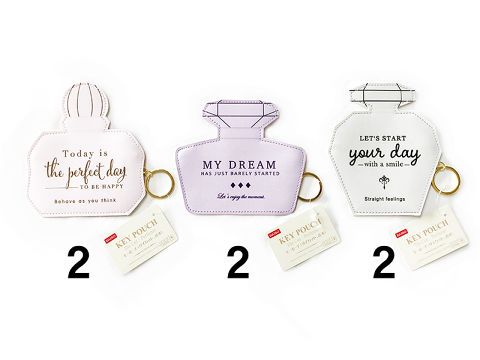 Today is
the perfect day
TO BE HAPPY
Behave as you think
2
KEY POUCH
MY DREAM
HAS JUST BARELY STARTED
Let's enjoy the moment.
2
KEY POUCH
LET'S START
your day
with a smile
Straight feelings
2
KEY POUCH